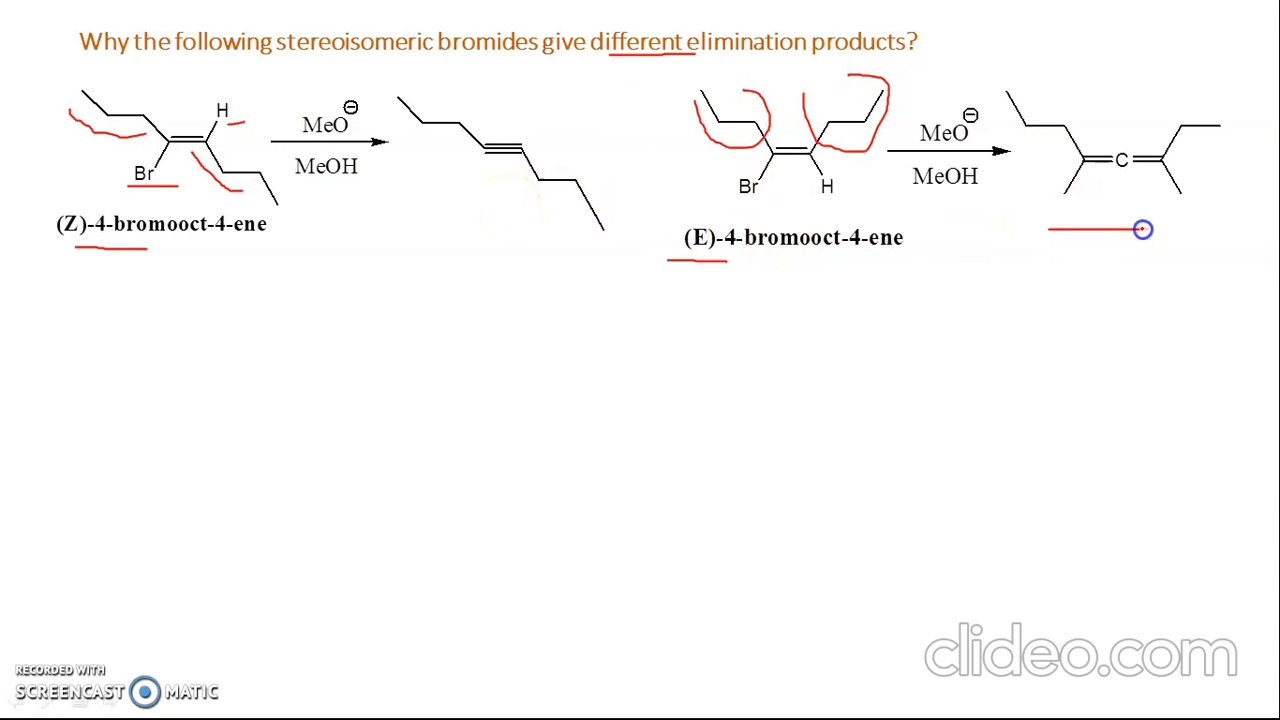 Why the following stereoisomeric bromides give different elimination products?
H
Br
MeO ⊖
MeOH
(Z)-4-bromooct-4-ene
Br
H
MeO ⊖
MeOH
C
(E)-4-bromooct-4-ene
clideo.com
RECORDED WITH
SCREENCAST MATIC